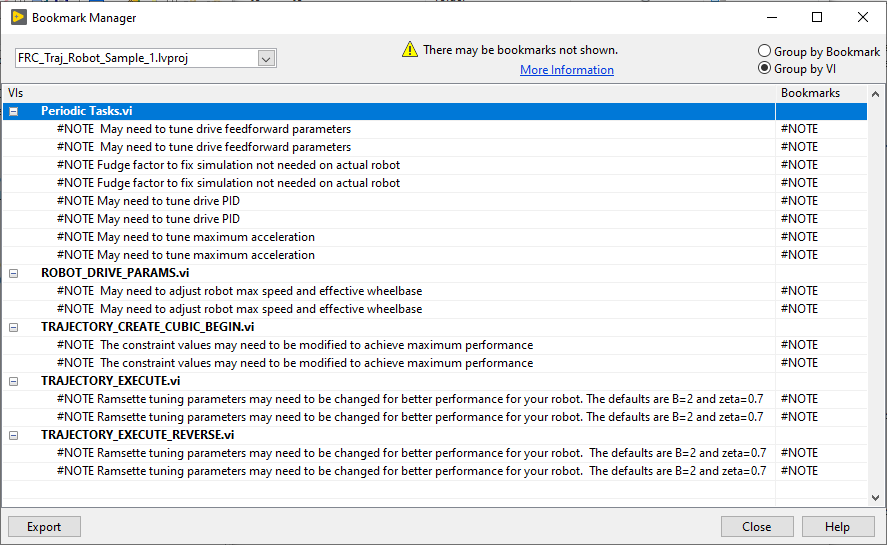 Bookmark Manager
FRC_Traj_Robot_Sample_1.lvproj
There may be bookmarks not shown.
More Information
Group by Bookmark
Group by VI
VIs Bookmarks
Periodic Tasks.vi
#NOTE  May need to tune drive feedforward parameters #NOTE
#NOTE  May need to tune drive feedforward parameters #NOTE
#NOTE Fudge factor to fix simulation not needed on actual robot #NOTE
#NOTE Fudge factor to fix simulation not needed on actual robot #NOTE
#NOTE May need to tune drive PID #NOTE
#NOTE May need to tune drive PID #NOTE
#NOTE May need to tune maximum acceleration #NOTE
#NOTE May need to tune maximum acceleration #NOTE
ROBOT_DRIVE_PARAMS.vi
#NOTE  May need to adjust robot max speed and effective wheelbase #NOTE
#NOTE  May need to adjust robot max speed and effective wheelbase #NOTE
TRAJECTORY_CREATE_CUBIC_BEGIN.vi
#NOTE  The constraint values may need to be modified to achieve maximum performance #NOTE
#NOTE  The constraint values may need to be modified to achieve maximum performance #NOTE
TRAJECTORY_EXECUTE.vi
#NOTE Ramsette tuning parameters may need to be changed for better performance for your robot. The defaults are B=2 and zeta=0.7 #NOTE
#NOTE Ramsette tuning parameters may need to be changed for better performance for your robot. The defaults are B=2 and zeta=0.7 #NOTE
TRAJECTORY_EXECUTE_REVERSE.vi
#NOTE Ramsette tuning parameters may need to be changed for better performance for your robot.  The defaults are B=2 and zeta=0.7 #NOTE
#NOTE Ramsette tuning parameters may need to be changed for better performance for your robot.  The defaults are B=2 and zeta=0.7 #NOTE
Export Close Help